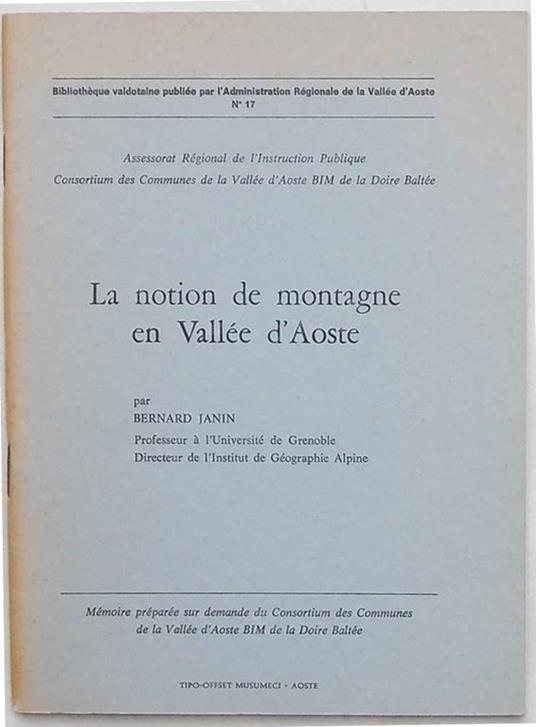 Bibliothèque valdotaine publiée par l'Administration Régionale de la Vallée d'Aoste
N° 17
Assessorat Régional de l'Instruction Publique
Consortium des Communes de la Vallée d'Aoste BIM de la Doire Baltée
La notion de montagne
en Vallée d'Aoste
par
BERNARD JANIN
Professeur à l'Université de Grenoble
Directeur de l'Institut de Géographie Alpine
Mémoire préparée sur demande du Consortium des Communes
de la Vallée d'Aoste BIM de la Doire Baltée
TIPO-OFFSET MUSUMECI - AOSTE